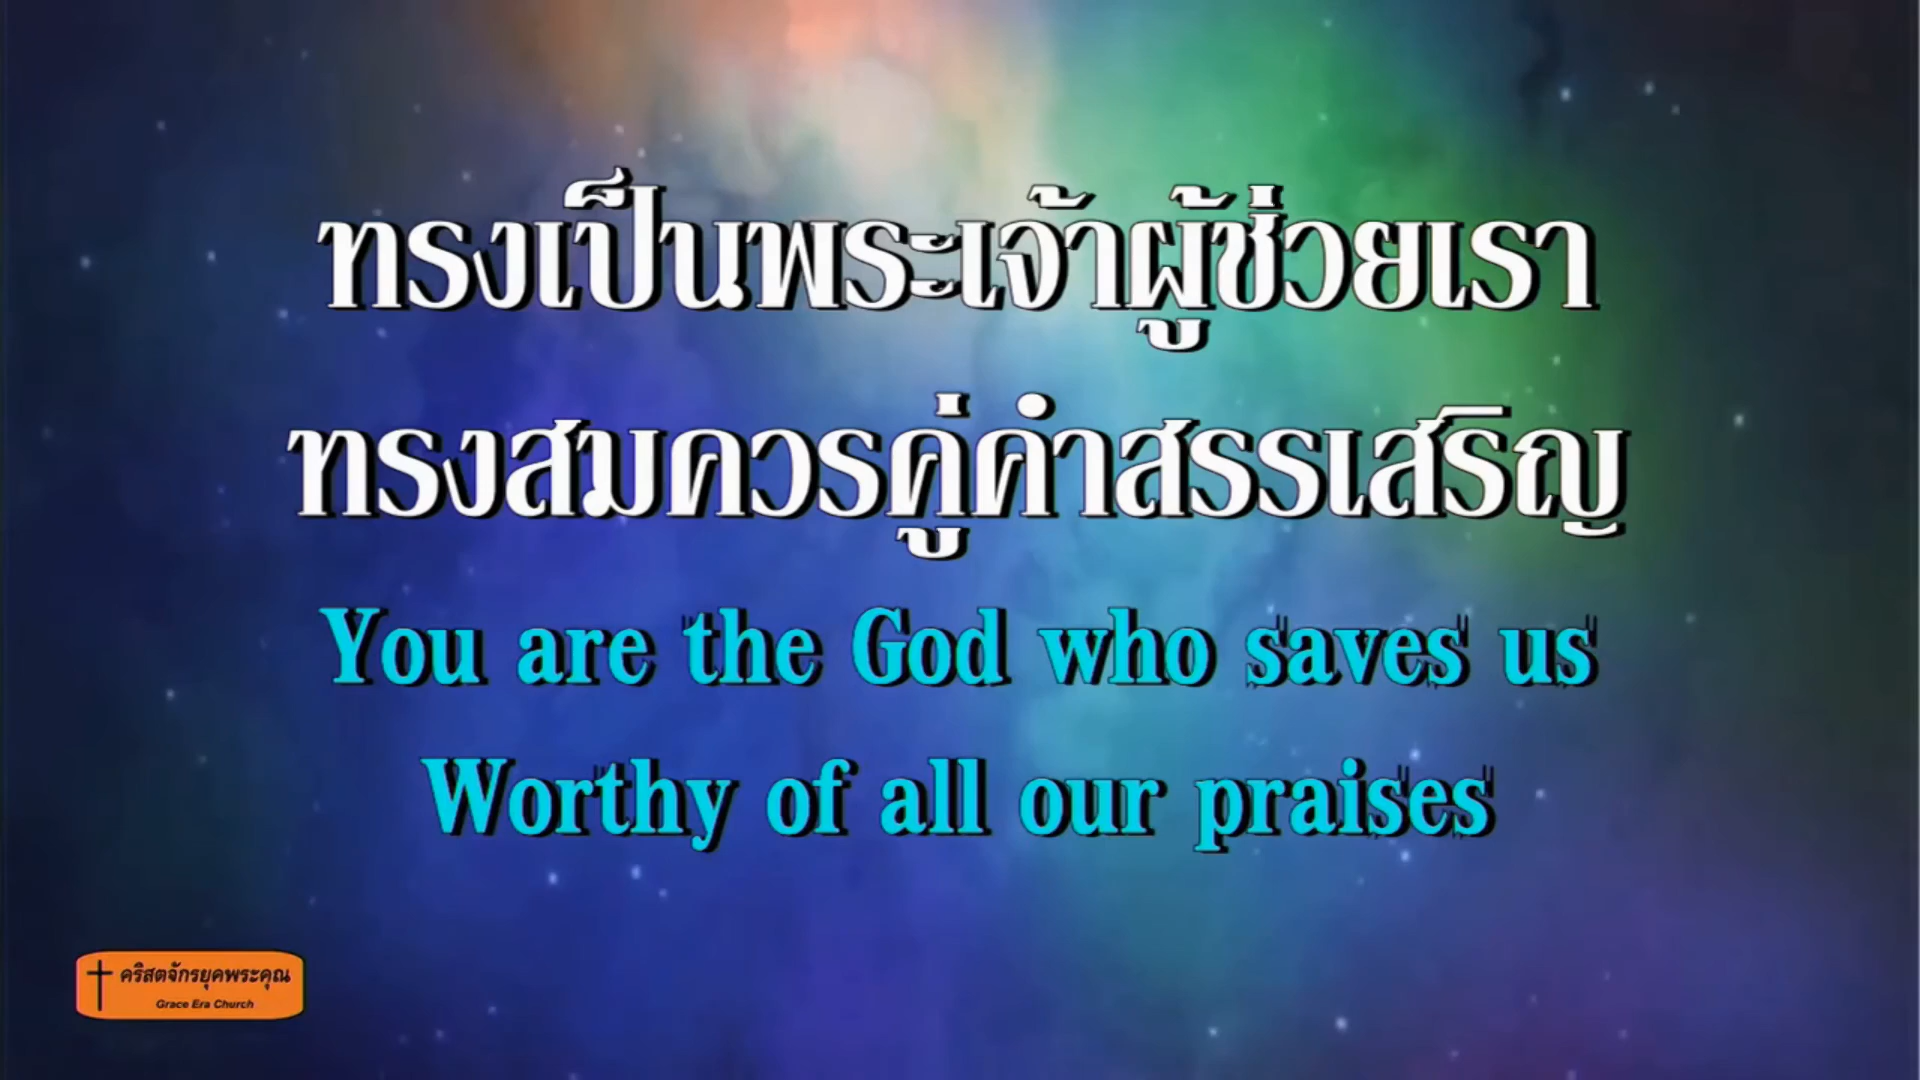 ทรงเป็นพระเจ้าผู้ช่วยเรา
ทรงสมควรคู่คำสรรเสริญ
You are the God who saves us
Worthy of all our praises
คริสตจักรยุคพระคุณ
Grace Era Church